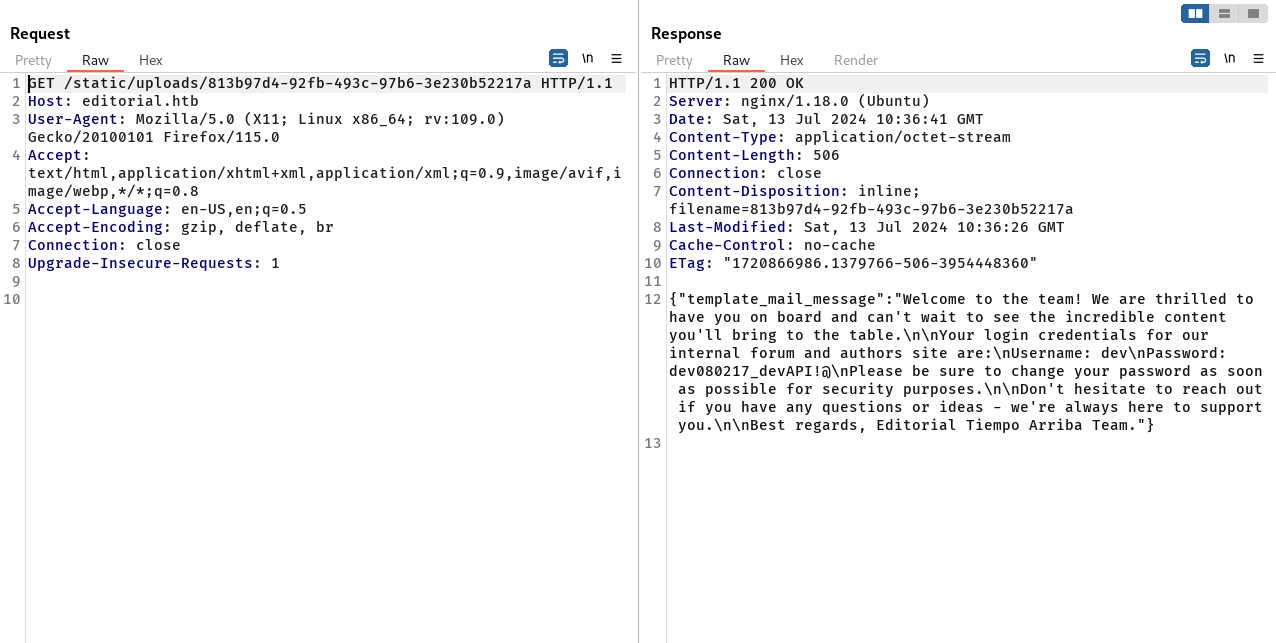 Request
Pretty Raw Hex
\n
1 GET /static/uploads/813b97d4-92fb-493c-97b6-3e230b52217a HTTP/1.1
2 Host: editorial.htb
3 User-Agent: Mozilla/5.0 (X11; Linux x86_64; rv:109.0)
Gecko/20100101 Firefox/115.0
4 Accept:
text/html,application/xhtml+xml,application/xml;q=0.9,image/avif,i
mage/webp,*/*;q=0.8
5 Accept-Language: en-US,en;q=0.5
6 Accept-Encoding: gzip, deflate, br
7 Connection: close
8 Upgrade-Insecure-Requests: 1
9
10
Response
Pretty Raw Hex Render
\n
1 HTTP/1.1 200 OK
2 Server: nginx/1.18.0 (Ubuntu)
3 Date: Sat, 13 Jul 2024 10:36:41 GMT
4 Content-Type: application/octet-stream
5 Content-Length: 506
6 Connection: close
7 Content-Disposition: inline;
filename=813b97d4-92fb-493c-97b6-3e230b52217a
8 Last-Modified: Sat, 13 Jul 2024 10:36:26 GMT
9 Cache-Control: no-cache
10 ETag: "1720866986.1379766-506-3954448360"
11
12 {"template_mail_message":"Welcome to the team! We are thrilled to
have you on board and can't wait to see the incredible content
you'll bring to the table.\n\nYour login credentials for our
internal forum and authors site are:\nUsername: dev\nPassword:
dev080217_devAPI!@\nPlease be sure to change your password as soon
as possible for security purposes.\n\nDon't hesitate to reach out
if you have any questions or ideas - we're always here to support
you.\n\nBest regards, Editorial Tiempo Arriba Team."}
13